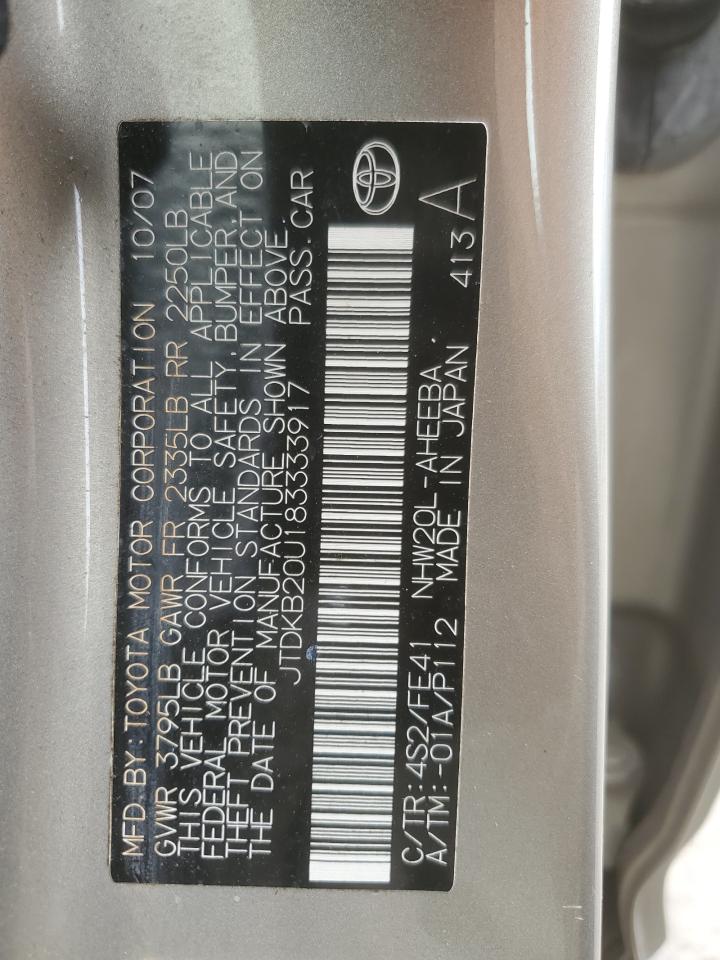 MFD BY: TOYOTA MOTOR CORPORATION 10/07
GVWR 3795LB GAWR FR 2335LB RR 2250LB
THIS VEHICLE CONFORMS TO ALL APPLICABLE
FEDERAL MOTOR VEHICLE SAFETY, BUMPER, AND
THEFT PREVENTION STANDARDS IN EFFECT ON
THE DATE OF MANUFACTURE SHOWN ABOVE.
JTDKB20U183333917 PASS. CAR
C/TR: 4S2/FE41 NHW20L-AHEEBA.
A/TM: -01A/P112 MADE IN JAPAN 413 A